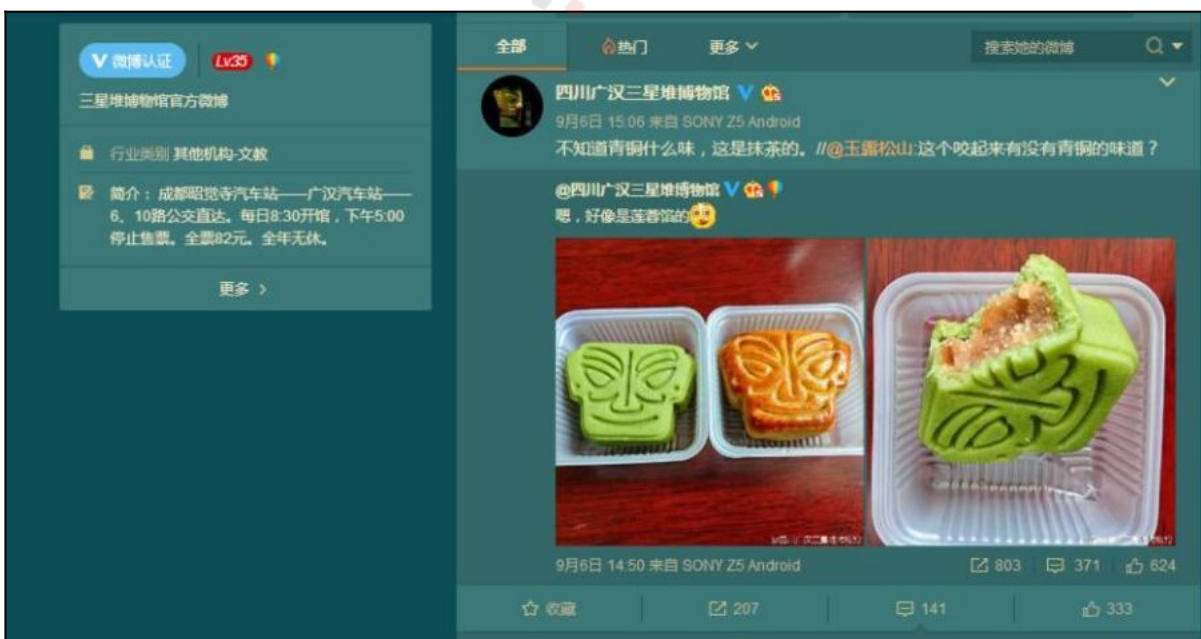 V 微博认证 Lv35
三星堆博物馆官方微博
行业类别 其他机构-文教
简介：成都昭觉寺汽车站——广汉汽车站——
6、10路公交直达。每日8:30开馆，下午5:00
停止售票。全票82元。全年无休。
更多 >
全部 热门 更多 搜索她的微博
四川广汉三星堆博物馆 V
9月6日 15:06 来自 SONY Z5 Android
不知道青铜什么味，这是抹茶的。//@玉露松山:这个咬起来有没有青铜的味道？
@四川广汉三星堆博物馆 V
嗯，好像是莲蓉馅的
9月6日 14:50 来自 SONY Z5 Android 803 371 624
收藏 207 141 333